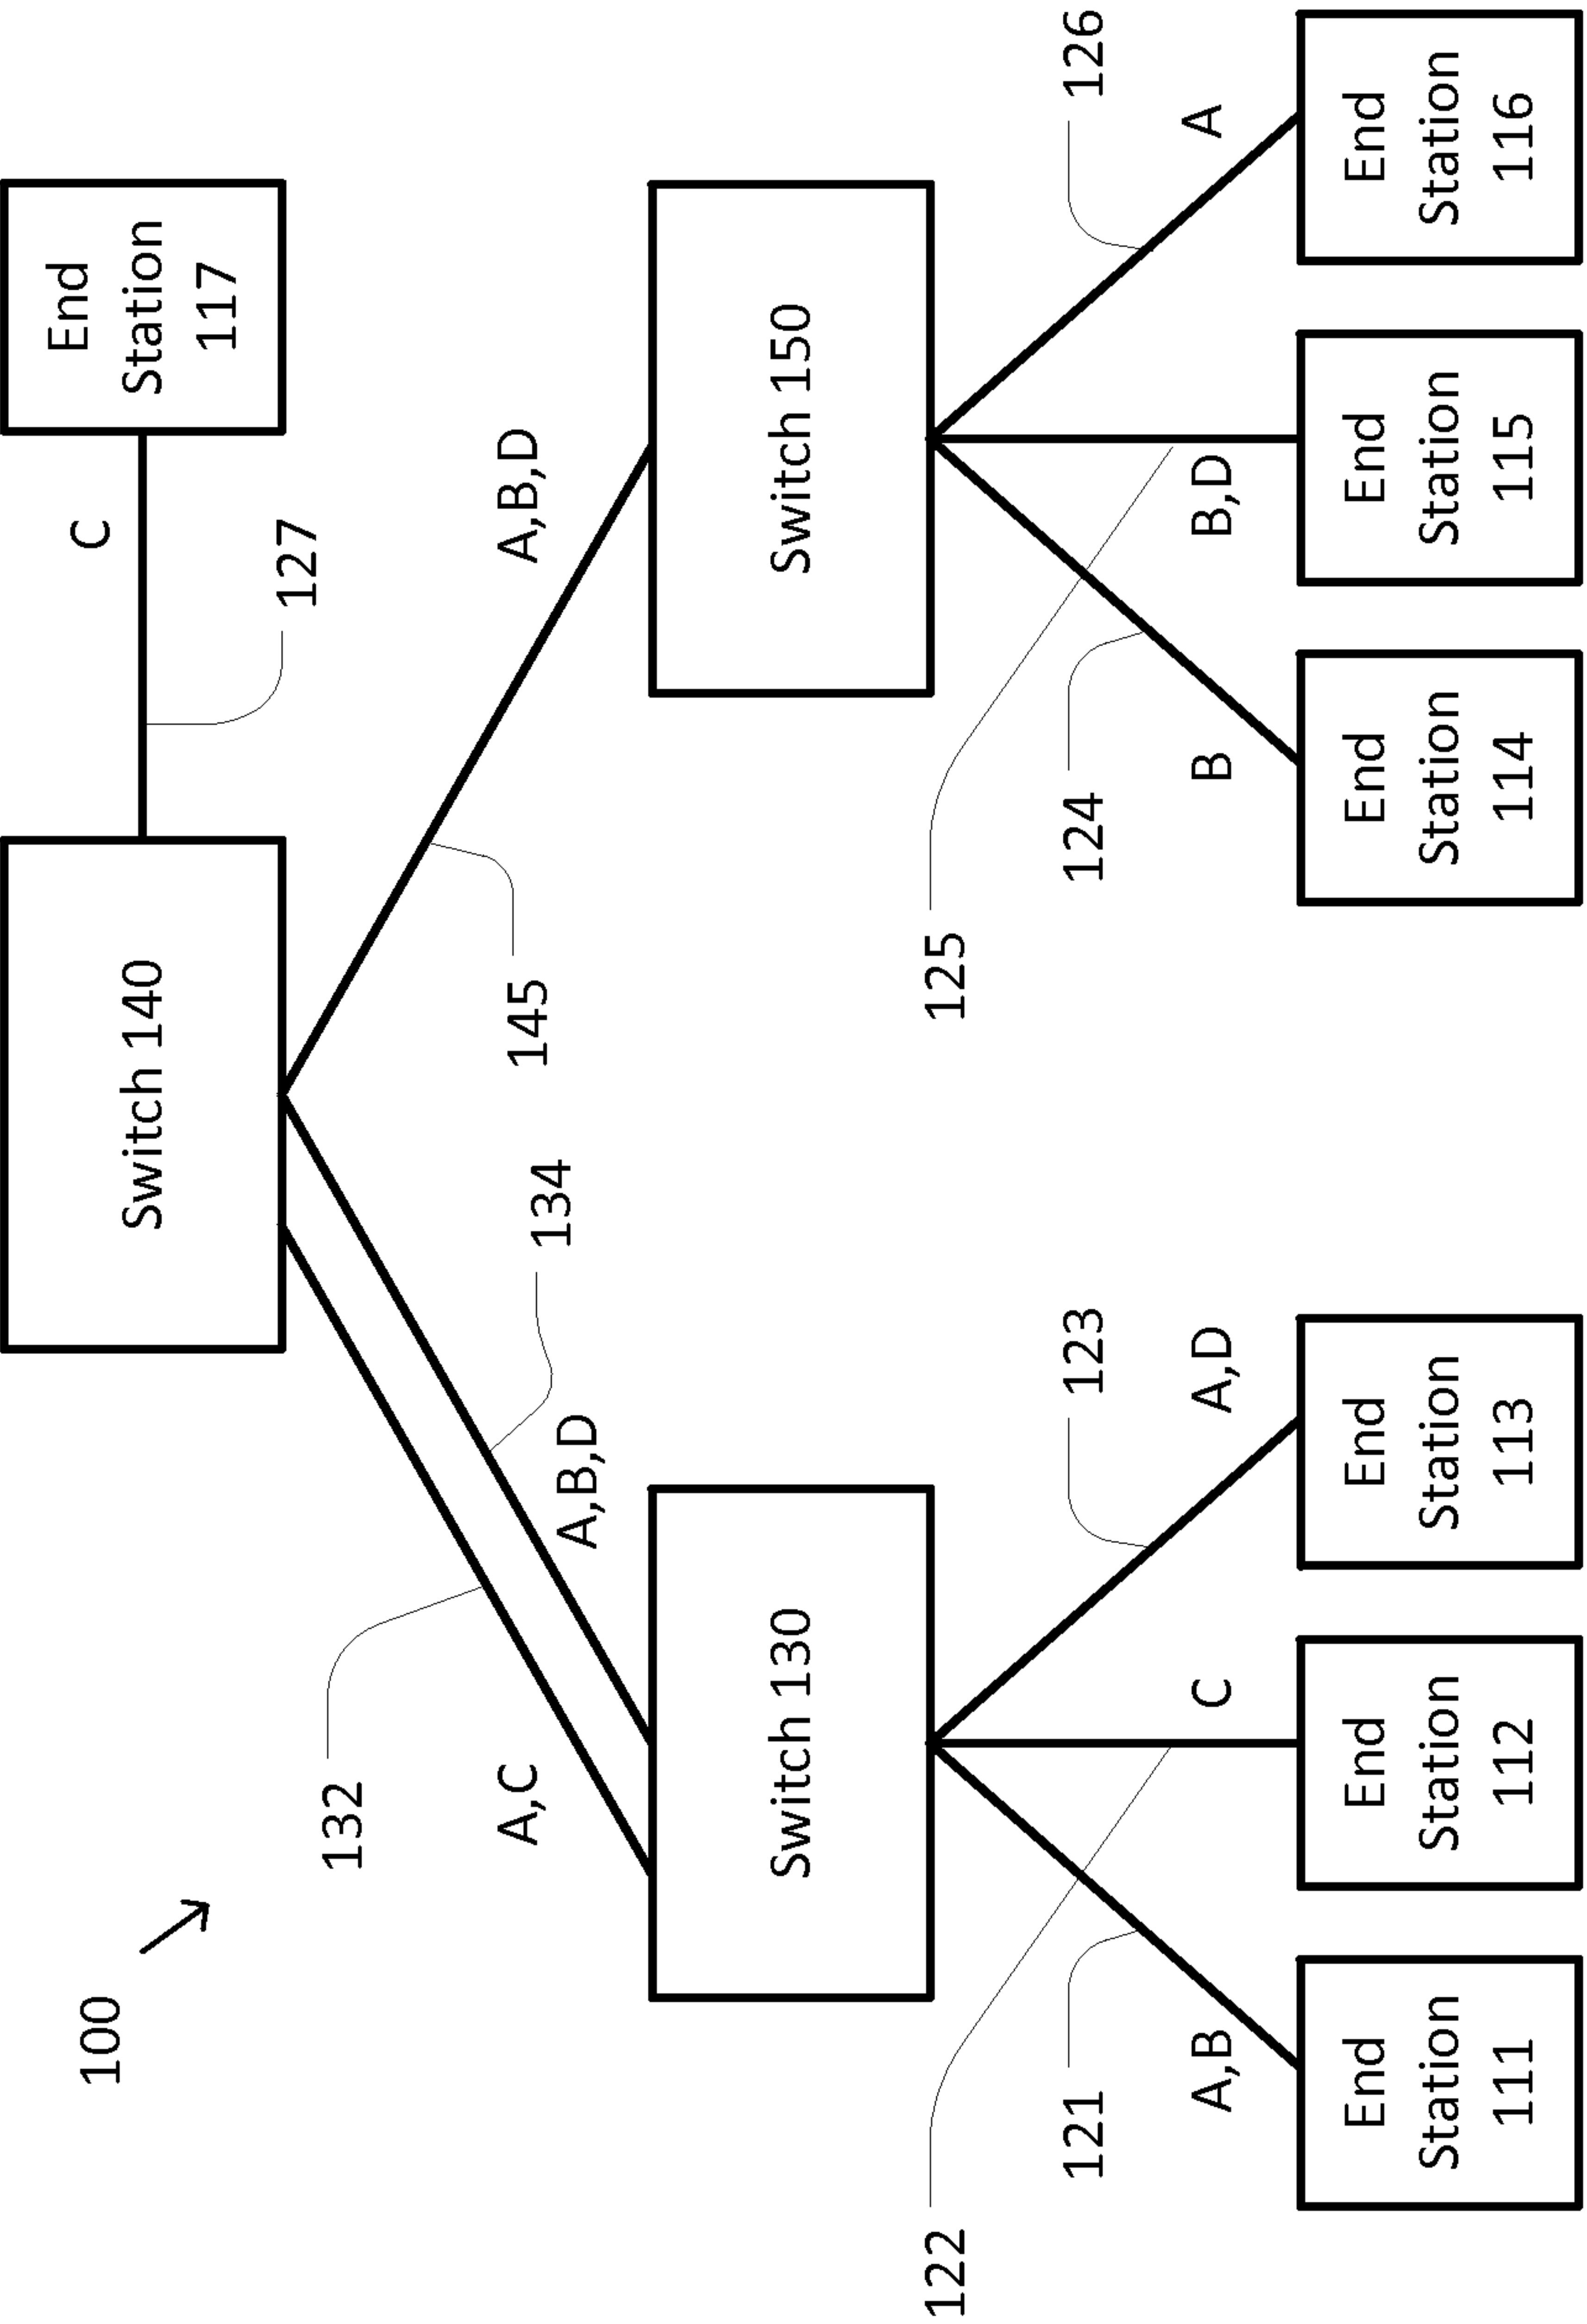 100
Switch 140
C
End
Station
117
127
132
134
145
A,C
A,B,D
A,B,D
Switch 130
Switch 150
122
121
123
125
124
126
A,B
C
A,D
B
B,D
A
End
Station
111
End
Station
112
End
Station
113
End
Station
114
End
Station
115
End
Station
116